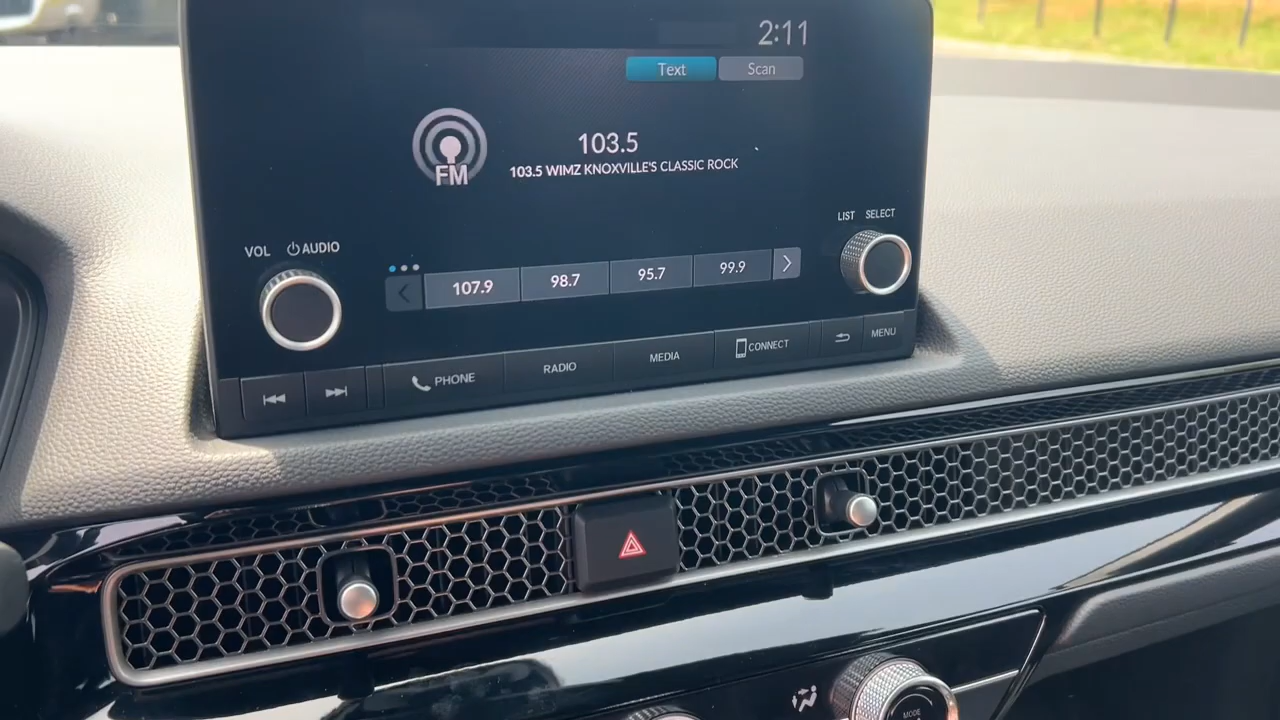 2:11
Text
Scan
FM
103.5
103.5 WIMZ KNOXVILLE'S CLASSIC ROCK
LIST SELECT
VOL AUDIO
107.9
98.7
95.7
99.9
PHONE
RADIO
MEDIA
CONNECT
MENU
MODE